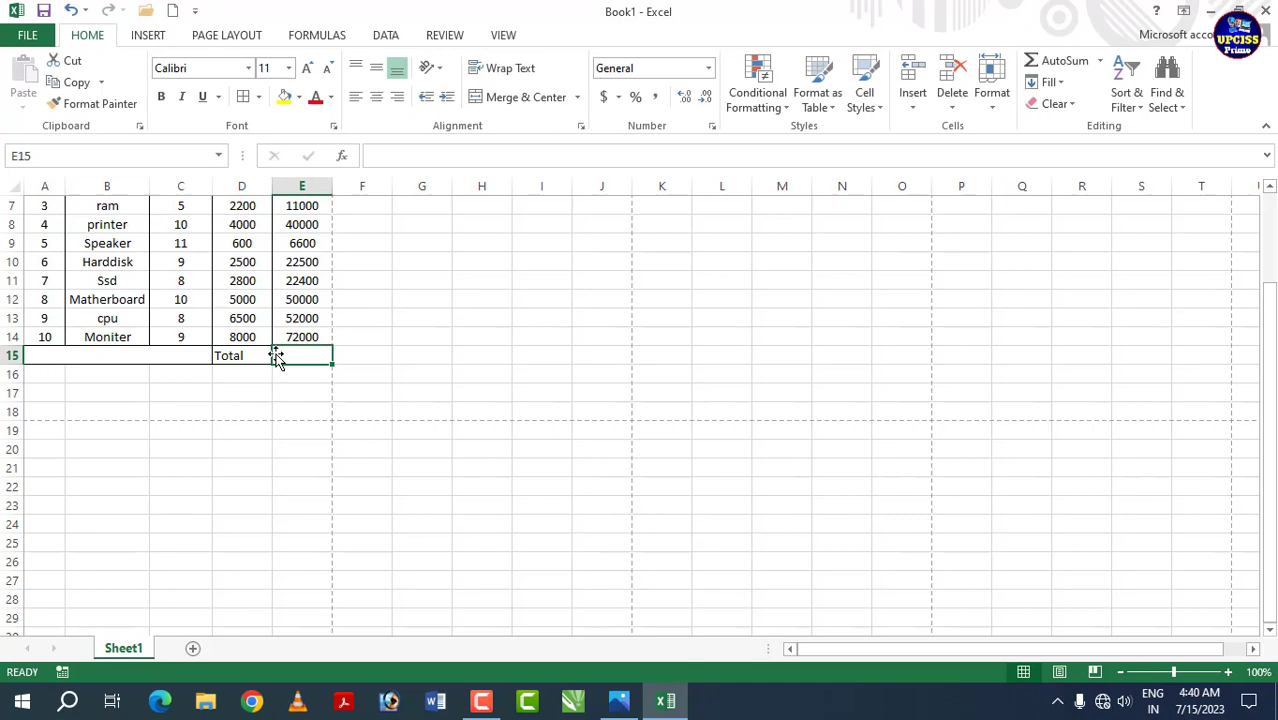 Book1 - Excel
?
FILE HOME INSERT PAGE LAYOUT FORMULAS DATA REVIEW VIEW
Microsoft accou
UPCISS
Primo
Paste
Cut
Copy
Format Painter
Clipboard
Calibri 11
B I U A
Font
Wrap Text
Merge & Center
Alignment
General
$ % ,
Number
Conditional Formatting
Format as Table
Cell Styles
Styles
Insert Delete Format
Cells
AutoSum
Fill
Clear
Sort & Filter
Find & Select
Editing
E15 fx
A B C D E F G H I J K L M N O P Q R S T U
7 3 ram 5 2200 11000
8 4 printer 10 4000 40000
9 5 Speaker 11 600 6600
10 6 Harddisk 9 2500 22500
11 7 Ssd 8 2800 22400
12 8 Matherboard 10 5000 50000
13 9 cpu 8 6500 52000
14 10 Moniter 9 8000 72000
15 Total
16
17
18
19
20
21
22
23
24
25
26
27
28
29
Sheet1
READY 100%
ENG
IN
4:40 AM
7/15/2023